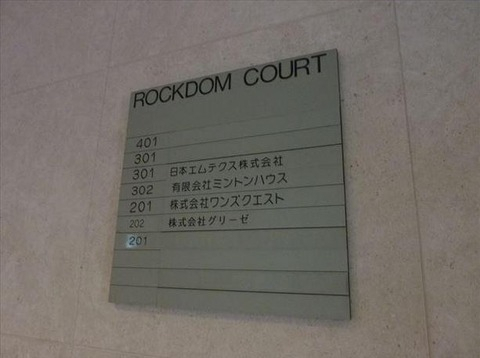 ROCKDOM COURT
401
301
301 日本エムテクス株式会社
302 有限会社ミントンハウス
201 株式会社ワンズクエスト
202 株式会社グリーゼ
201